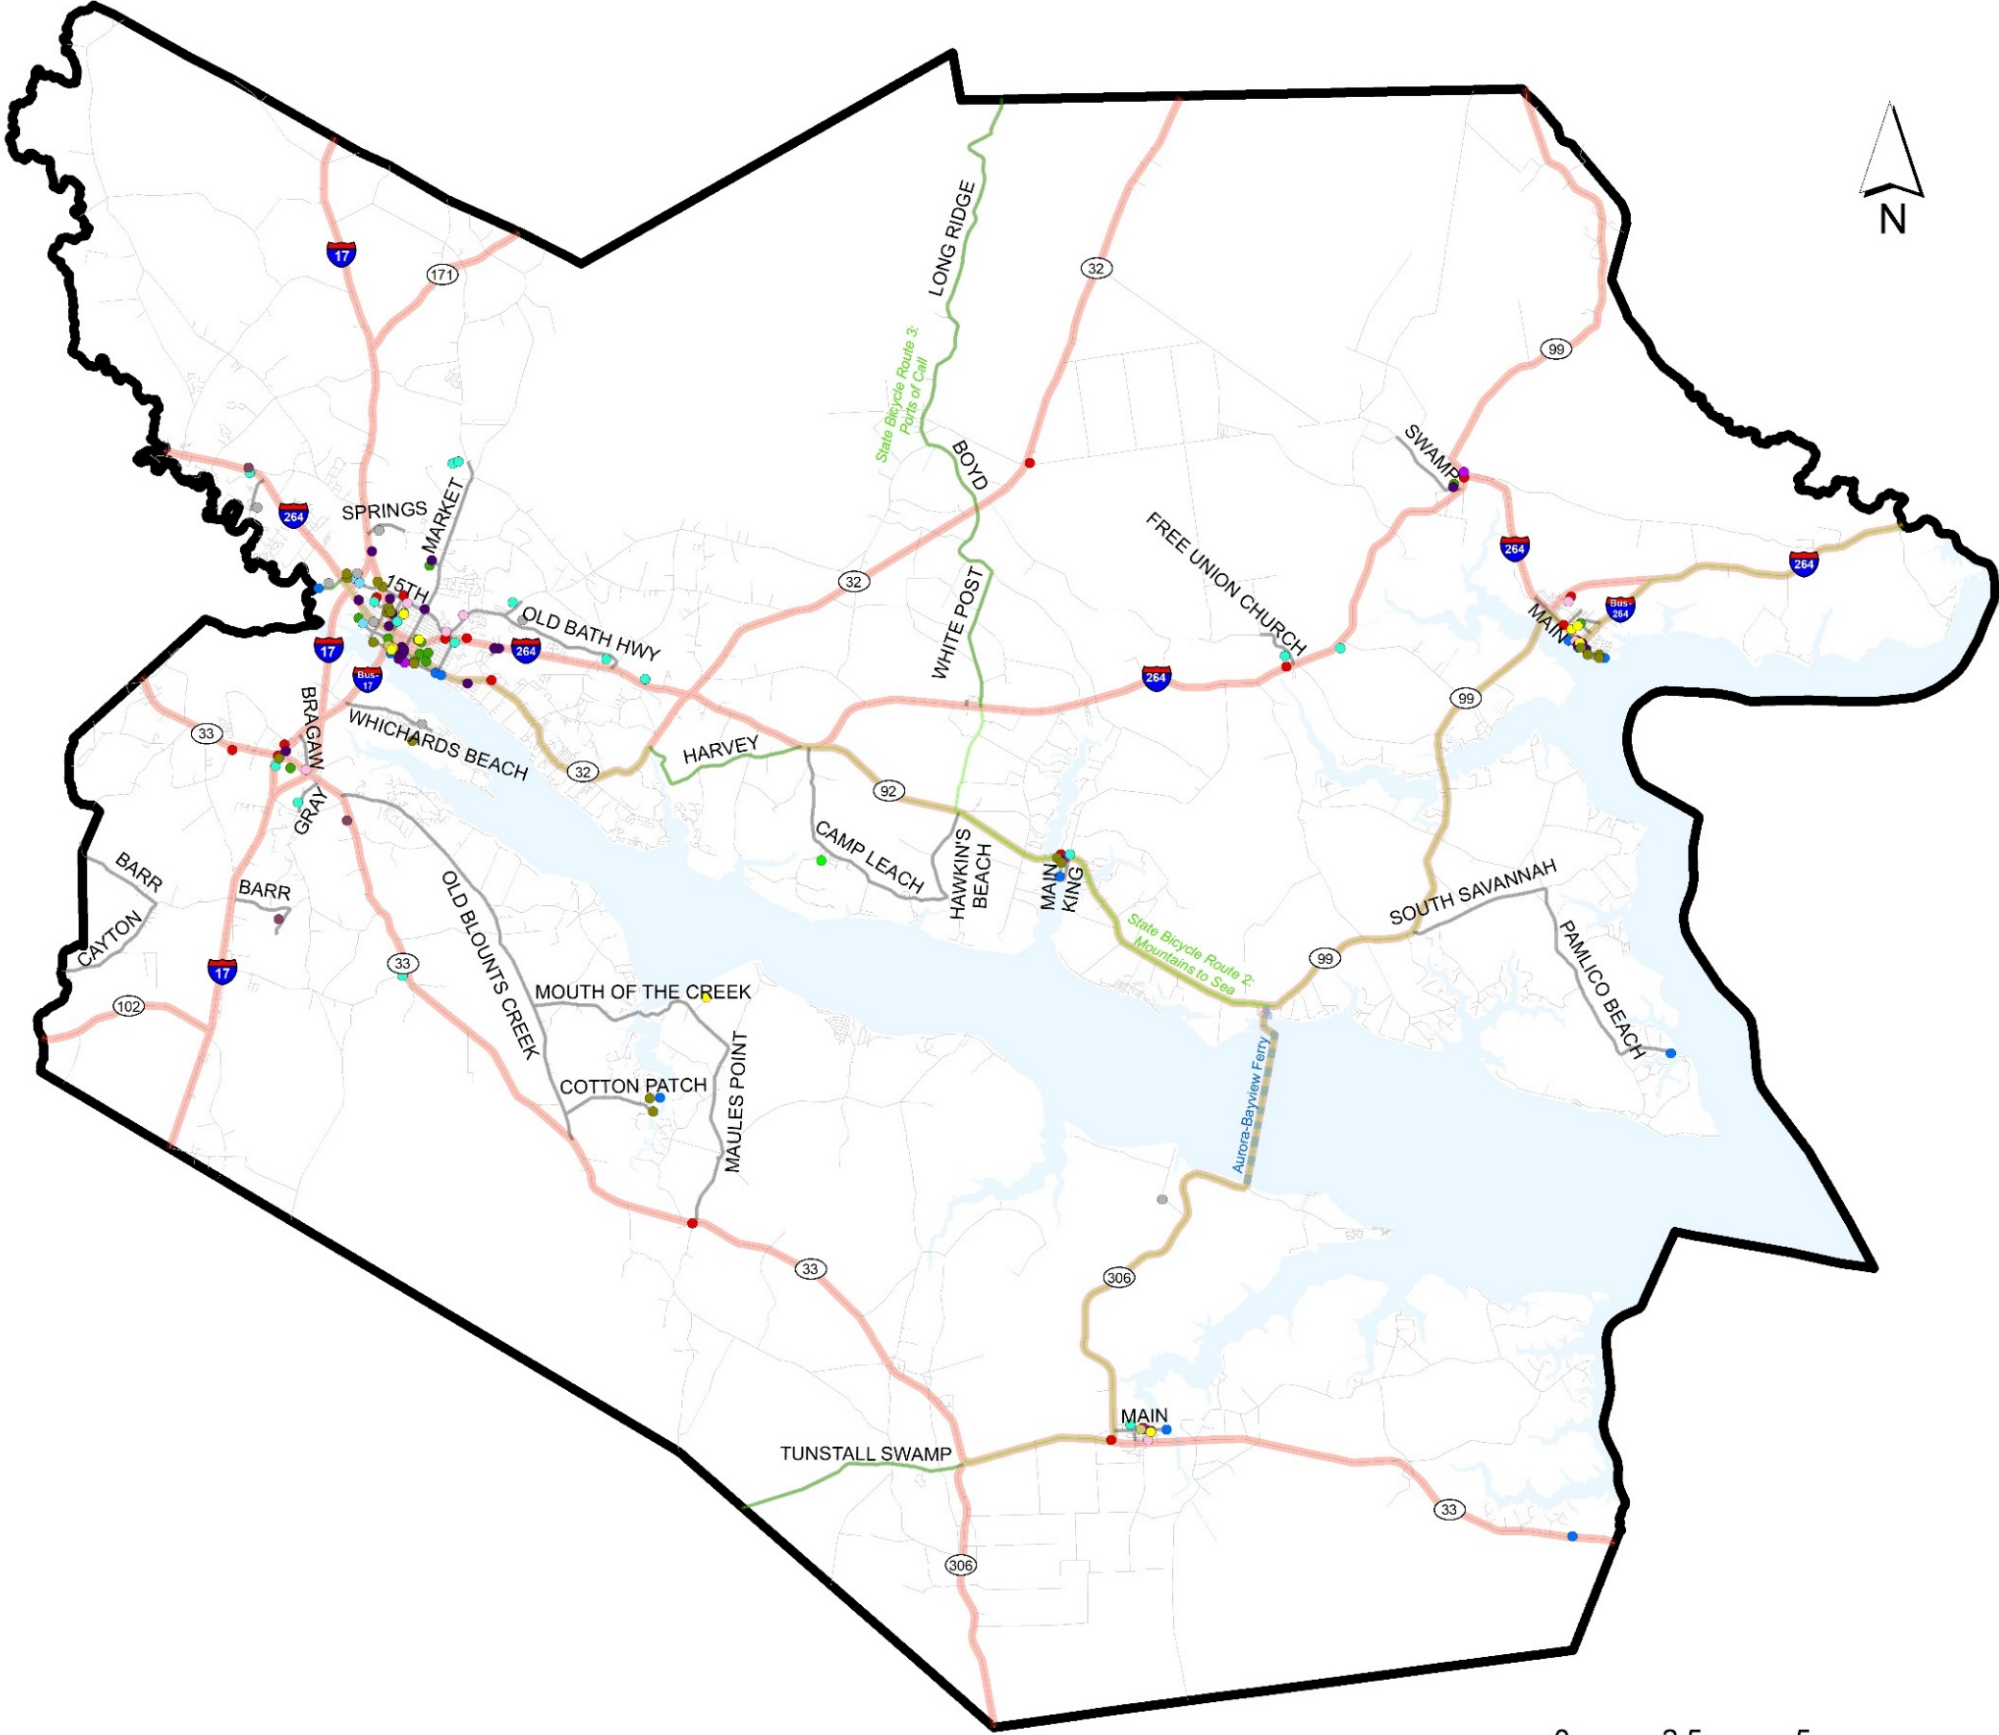 N
17
171
LONG RIDGE
32
99
State Bicycle Route 3:
Ports of Call
BOYD
SWAMP
SPRINGS
MARKET
264
FREE UNION CHURCH
264
264
15TH
32
WHITE POST
Bus-
264
MAIN
OLD BATH HWY
17
264
Bus-
17
264
99
BRAGAW
WHICHARDS BEACH
33
HARVEY
32
92
GRAY
CAMP LEACH
HAWKIN'S
BEACH
MAIN
KING
BARR
BARR
CAYTON
OLD BLOUNTS CREEK
SOUTH SAVANNAH
State Bicycle Route 2:
Mountains to Sea
99
PAMLICO BEACH
17
33
102
MOUTH OF THE CREEK
MAULES POINT
COTTON PATCH
Aurora-Bayview Ferry
33
306
MAIN
TUNSTALL SWAMP
33
306